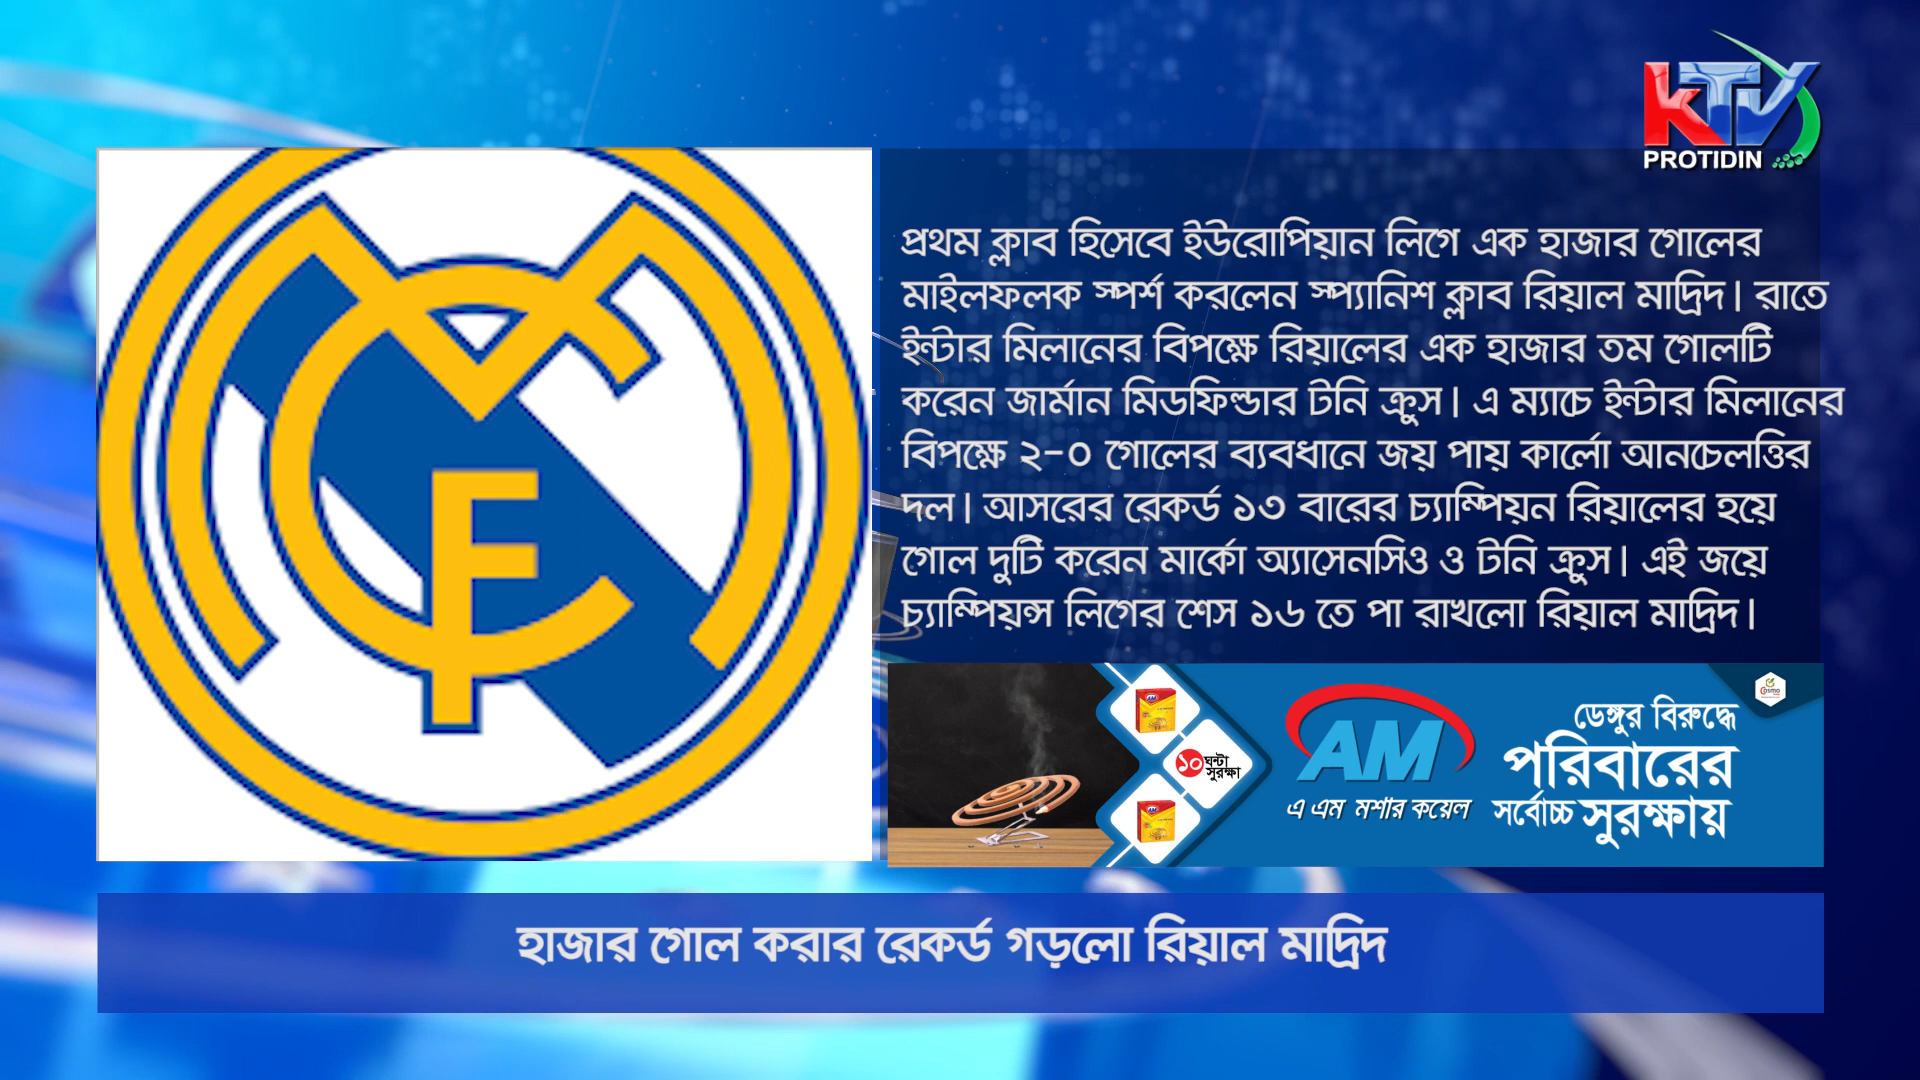 KTV
PROTIDIN
প্রথম ক্লাব হিসেবে ইউরোপিয়ান লিগে এক হাজার গোলের
মাইলফলক স্পর্শ করলেন স্প্যানিশ ক্লাব রিয়াল মাদ্রিদ। রাতে
ইন্টার মিলানের বিপক্ষে রিয়ালের এক হাজার তম গোলটি
করেন জার্মান মিডফিল্ডার টনি ক্রুস। এ ম্যাচে ইন্টার মিলানের
বিপক্ষে ২-০ গোলের ব্যবধানে জয় পায় কার্লো আনচেলত্তির
দল। আসরের রেকর্ড ১৩ বারের চ্যাম্পিয়ন রিয়ালের হয়ে
গোল দুটি করেন মার্কো অ্যাসেনসিও ও টনি ক্রুস। এই জয়ে
চ্যাম্পিয়ন্স লিগের শেস ১৬ তে পা রাখলো রিয়াল মাদ্রিদ।
১০ ঘন্টা
সুরক্ষা
AM
এ এম মশার কয়েল
ডেঙ্গুর বিরুদ্ধে
পরিবারের
সর্বোচ্চ সুরক্ষায়
Cosmo
হাজার গোল করার রেকর্ড গড়লো রিয়াল মাদ্রিদ